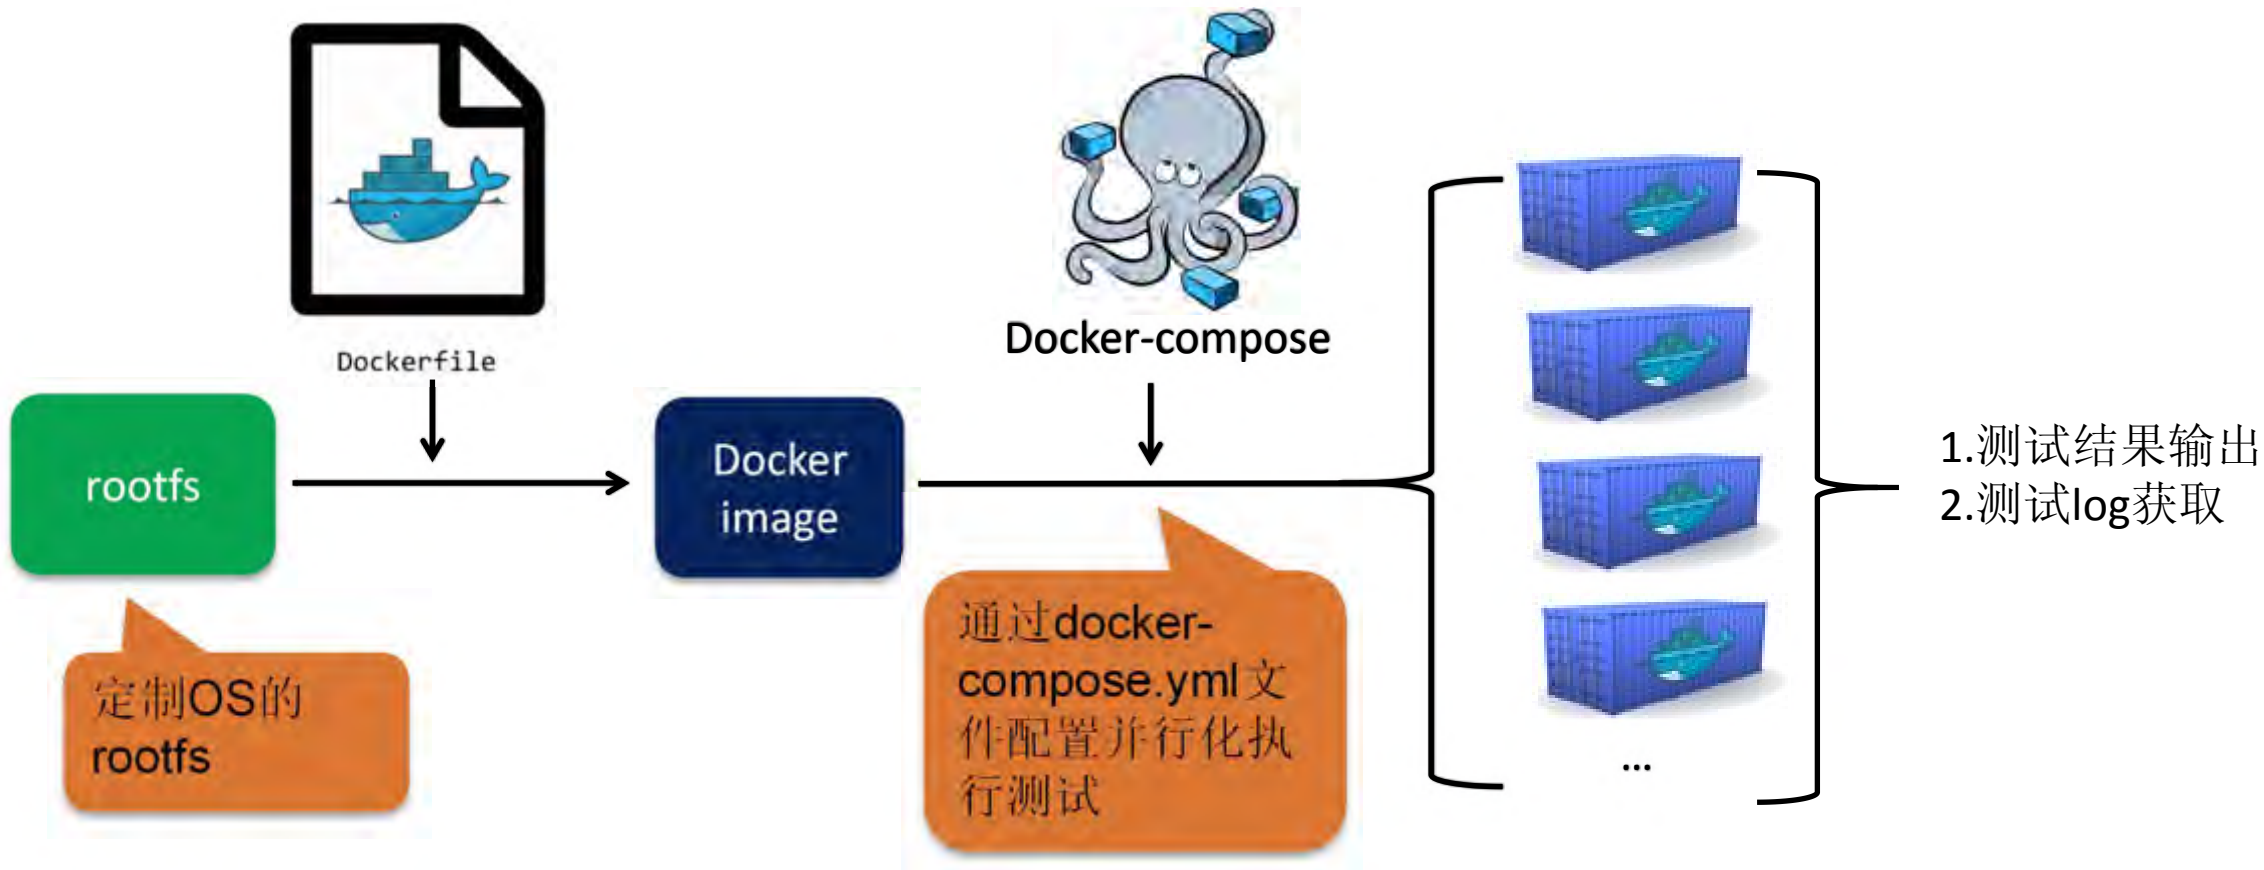 Dockerfile
Docker-compose
rootfs
Docker
image
定制OS的
rootfs
通过docker-
compose.yml文
件配置并行化执
行测试
...
1.测试结果输出
2.测试log获取